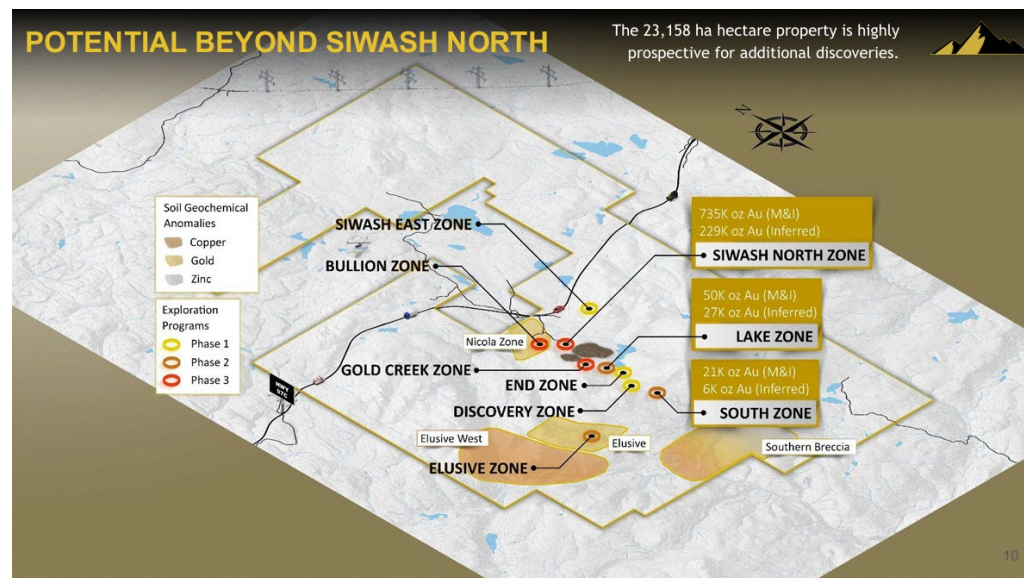 POTENTIAL BEYOND SIWASH NORTH
The 23,158 ha hectare property is highly
prospective for additional discoveries.
N
Soil Geochemical
Anomalies
Copper
Gold
Zinc
Exploration
Programs
Phase 1
Phase 2
Phase 3
SIWASH EAST ZONE
BULLION ZONE
Nicola Zone
GOLD CREEK ZONE
END ZONE
DISCOVERY ZONE
Elusive West
Elusive
ELUSIVE ZONE
Southern Breccia
HWY
97C
735K oz Au (M&I)
229K oz Au (Inferred)
SIWASH NORTH ZONE
50K oz Au (M&I)
27K oz Au (Inferred)
LAKE ZONE
21K oz Au (M&I)
6K oz Au (Inferred)
SOUTH ZONE
10